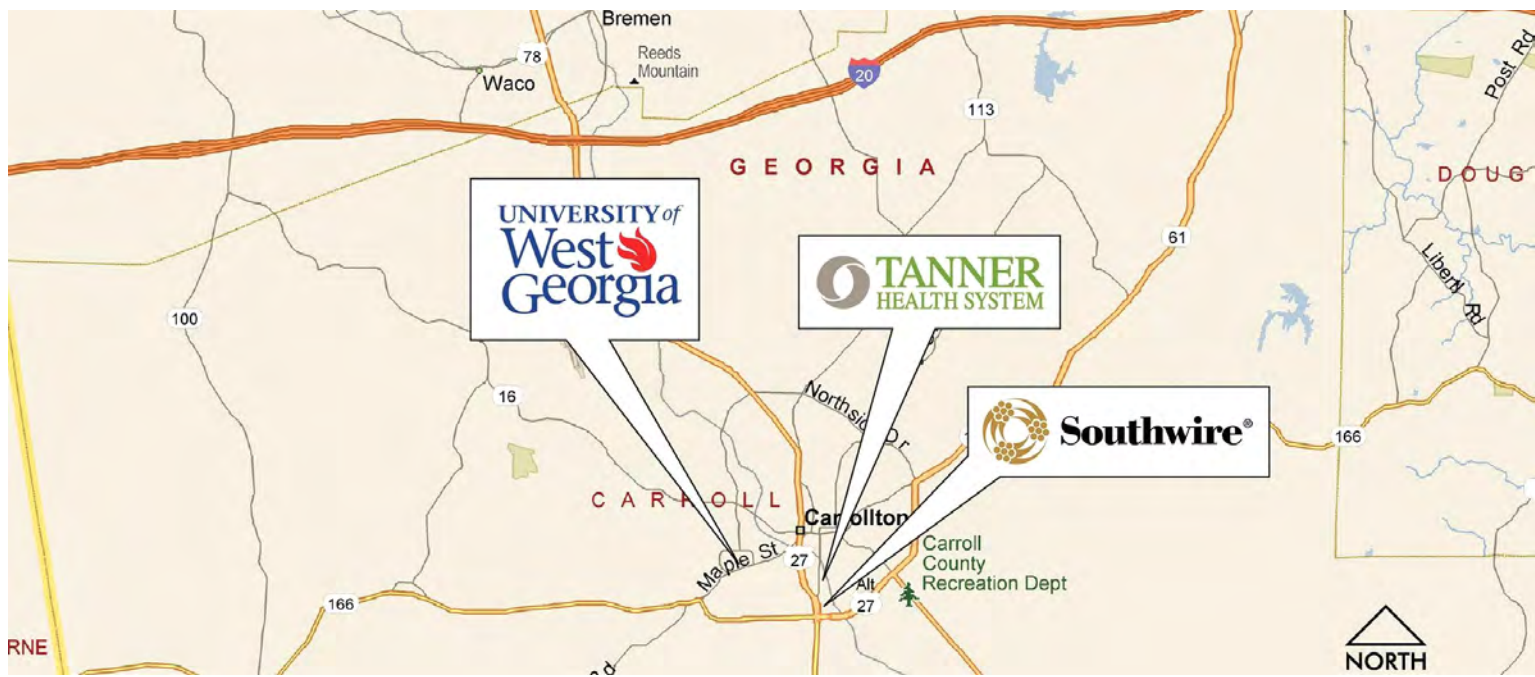 Bremen
78
Reeds
Mountain
Waco
20
113
Post Rd
GEORGIA
DOUG
UNIVERSITY of
West
Georgia
TANNER
HEALTH SYSTEM
61
Liberty Rd
100
16
Northside Dr
Southwire®
166
CARROLL
Carrollton
Maple St
27
Carroll
County
Recreation Dept
Alt
27
166
RNE
NORTH